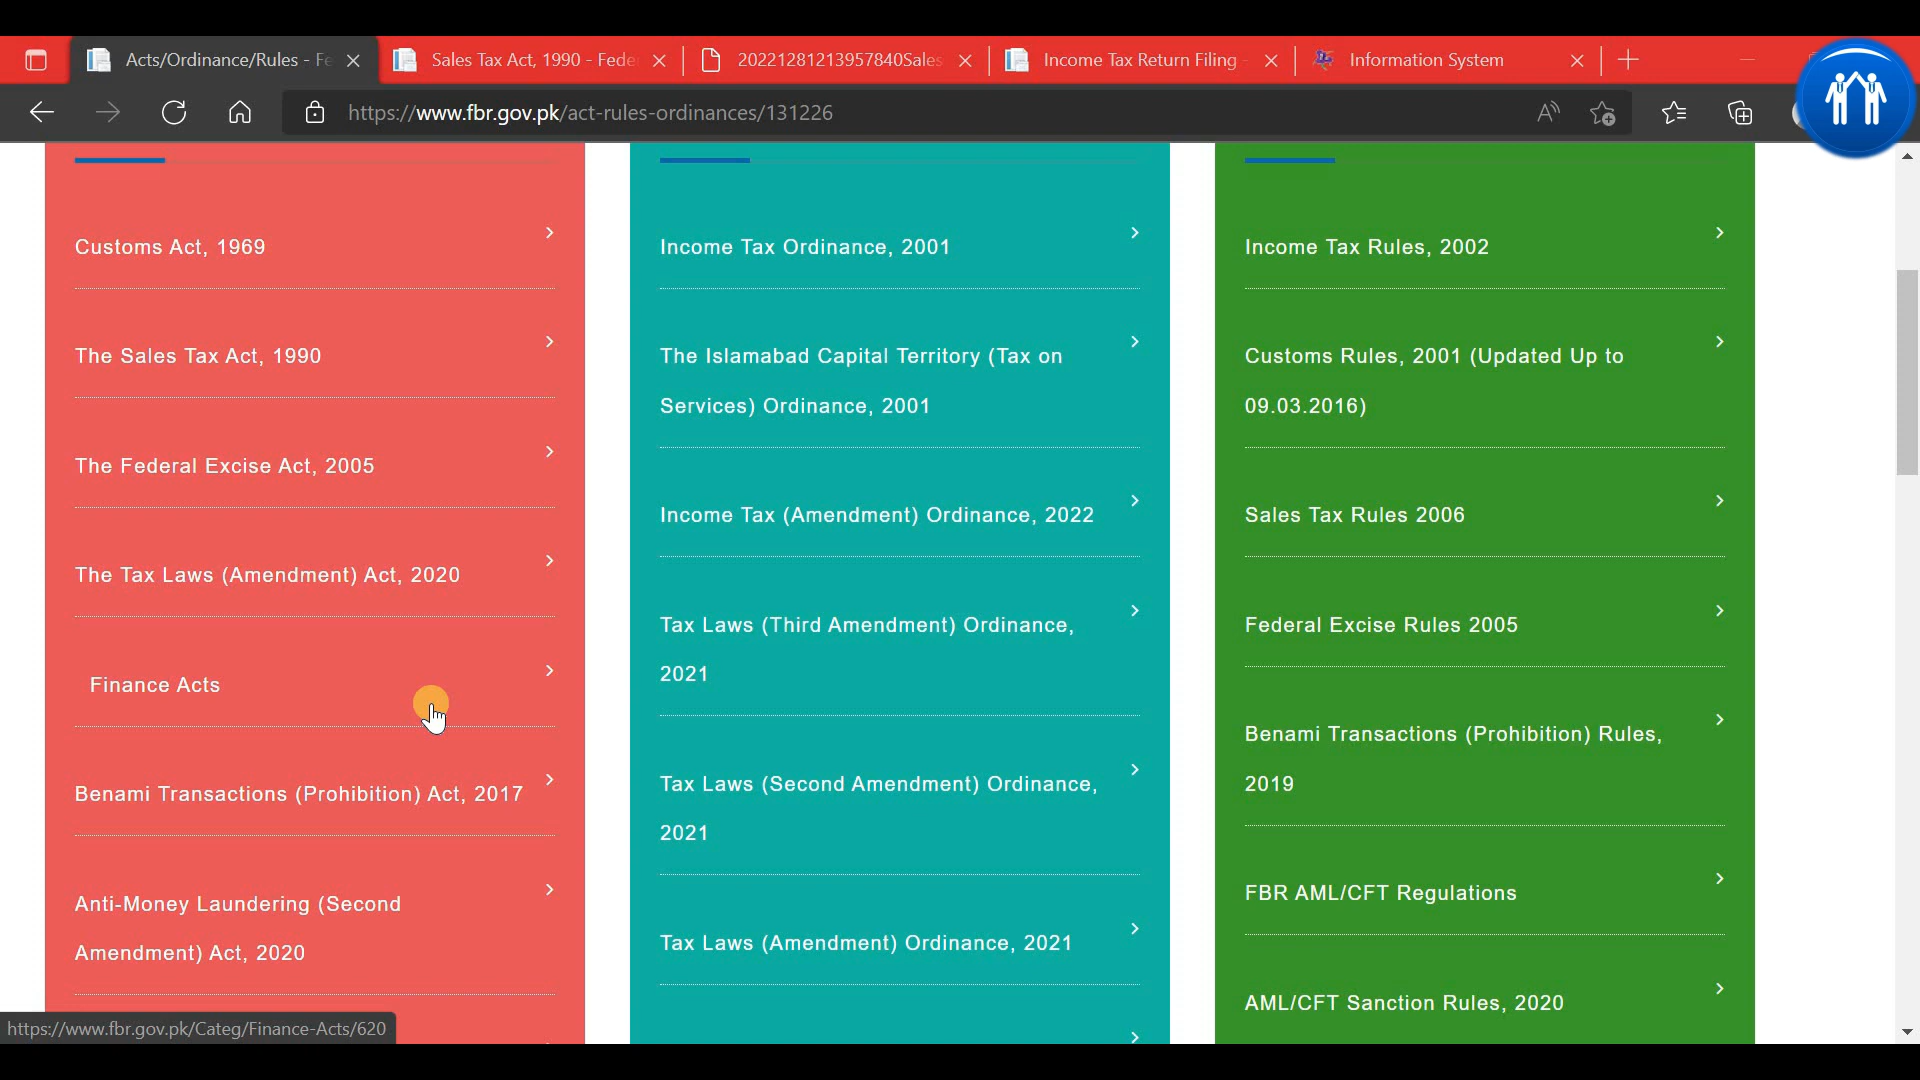 Acts/Ordinance/Rules - Fe
Sales Tax Act, 1990 - Fede
20221281213957840Sales
Income Tax Return Filing -
Information System
https://www.fbr.gov.pk/act-rules-ordinances/131226
Customs Act, 1969
The Sales Tax Act, 1990
The Federal Excise Act, 2005
The Tax Laws (Amendment) Act, 2020
Finance Acts
Benami Transactions (Prohibition) Act, 2017
Anti-Money Laundering (Second
Amendment) Act, 2020
Income Tax Ordinance, 2001
The Islamabad Capital Territory (Tax on
Services) Ordinance, 2001
Income Tax (Amendment) Ordinance, 2022
Tax Laws (Third Amendment) Ordinance,
2021
Tax Laws (Second Amendment) Ordinance,
2021
Tax Laws (Amendment) Ordinance, 2021
Income Tax Rules, 2002
Customs Rules, 2001 (Updated Up to
09.03.2016)
Sales Tax Rules 2006
Federal Excise Rules 2005
Benami Transactions (Prohibition) Rules,
2019
FBR AML/CFT Regulations
AML/CFT Sanction Rules, 2020
https://www.fbr.gov.pk/Categ/Finance-Acts/620